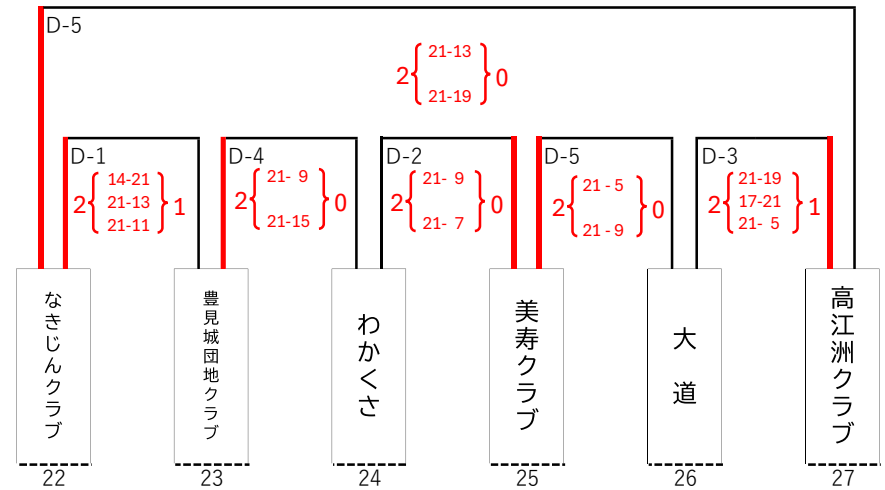 D-5
2 { 21-13 21-19 } 0
D-1
2 { 14-21 21-13 21-11 } 1
D-4
2 { 21- 9 21-15 } 0
D-2
2 { 21- 9 21- 7 } 0
D-5
2 { 21 - 5 21 - 9 } 0
D-3
2 { 21-19 17-21 21- 5 } 1
なきじんクラブ
豊見城団地クラブ
わかくさ
美寿クラブ
大道
高江洲クラブ
22
23
24
25
26
27